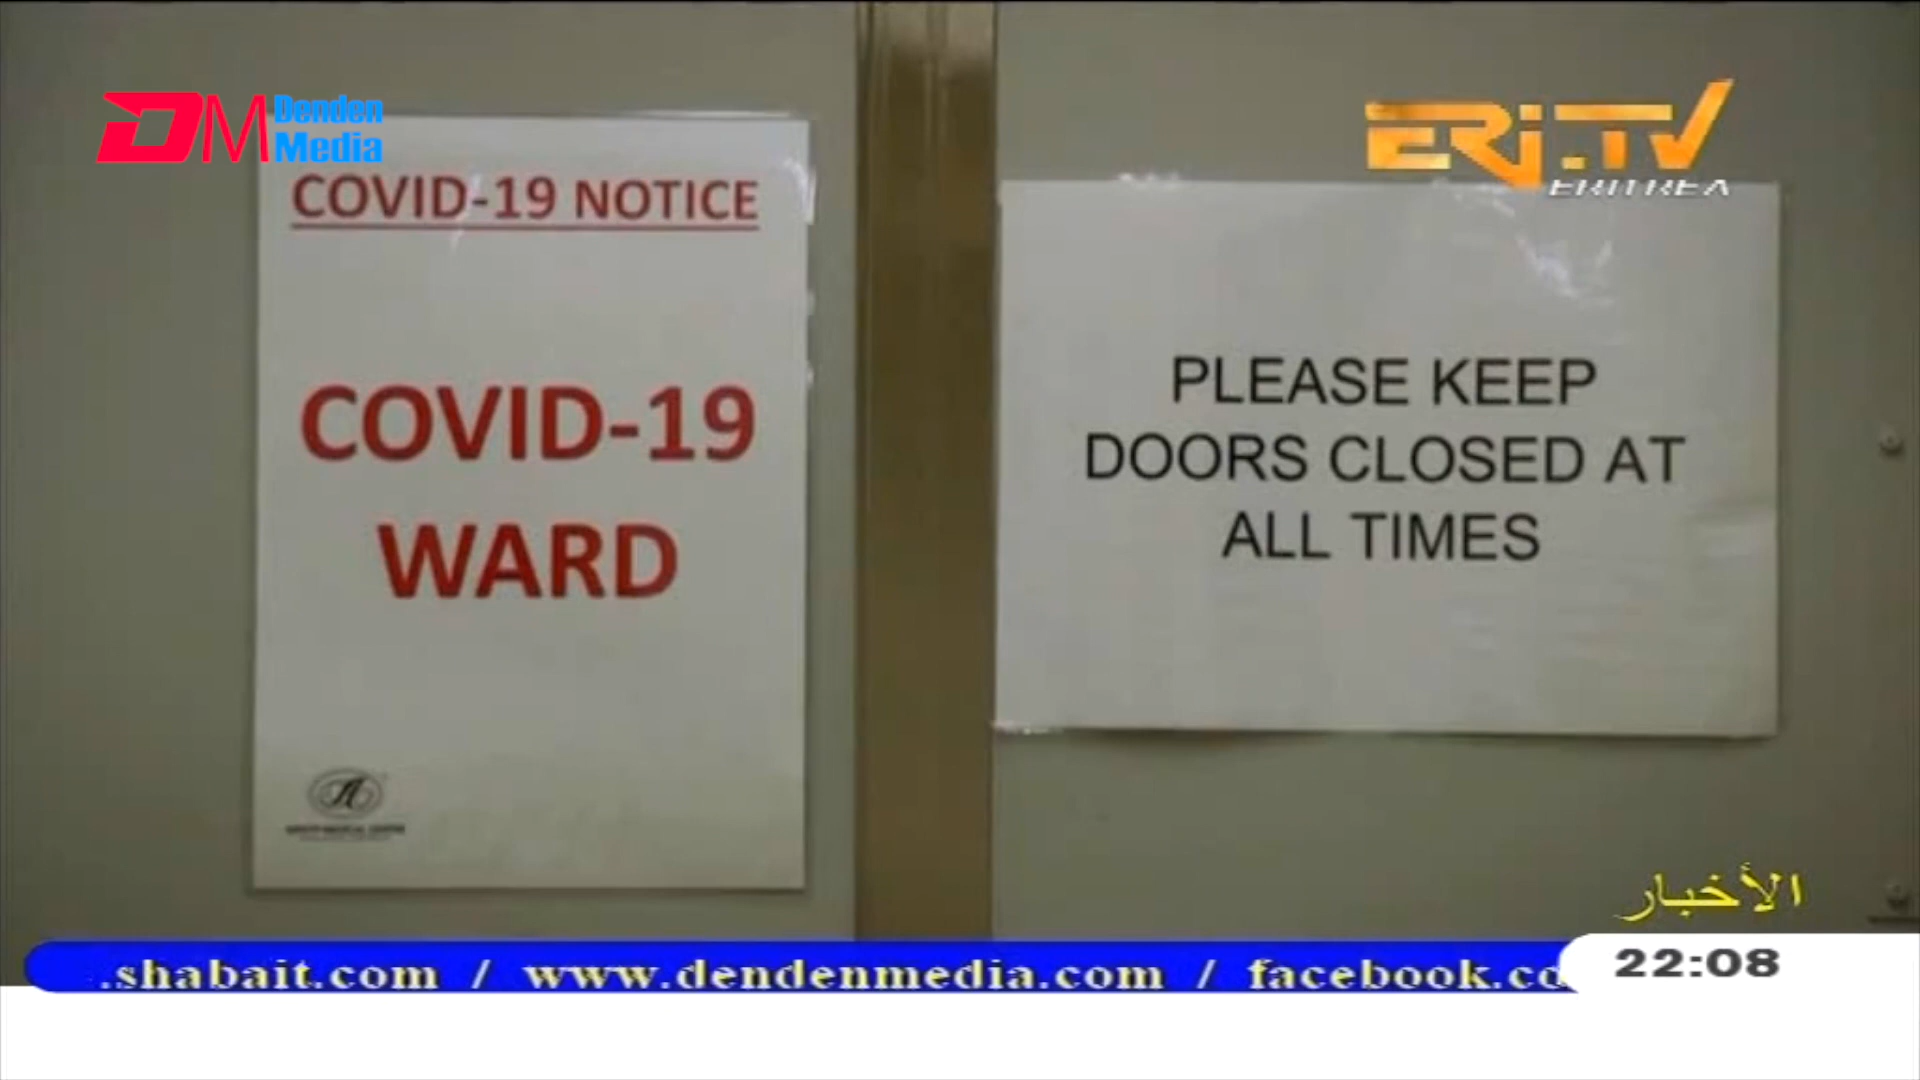 DM Denden
Media
ERi.TV
ERITREA
COVID-19 NOTICE
COVID-19
WARD
PLEASE KEEP
DOORS CLOSED AT
ALL TIMES
الأخبار
.shabait.com / www.dendenmedia.com / facebook.co
22:08